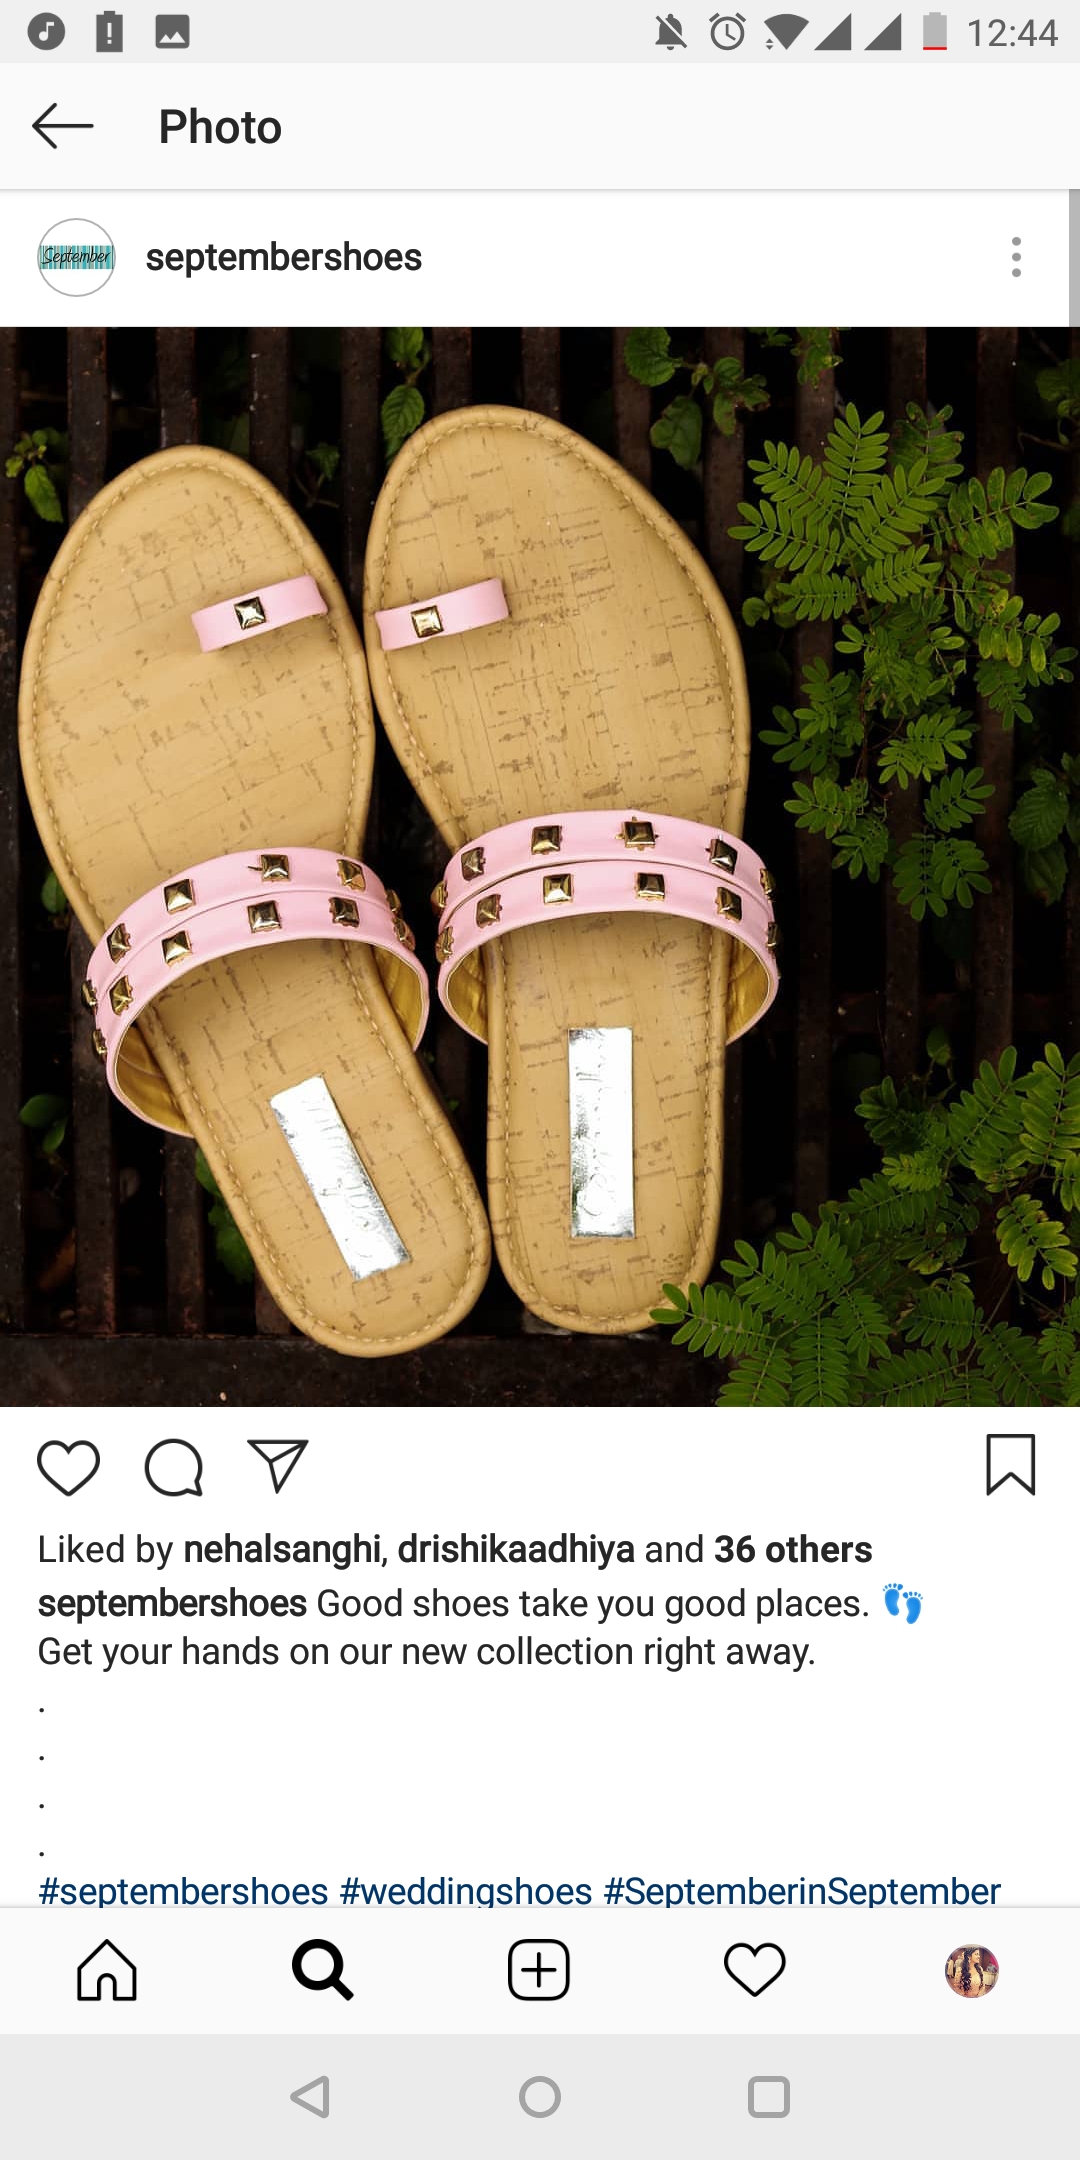 12:44
Photo
September
septembershoes
Liked by nehalsanghi, drishikaadhiya and 36 others
septembershoes Good shoes take you good places. 👣
Get your hands on our new collection right away.
.
.
.
.
#septembershoes #weddingshoes #SeptemberinSeptember